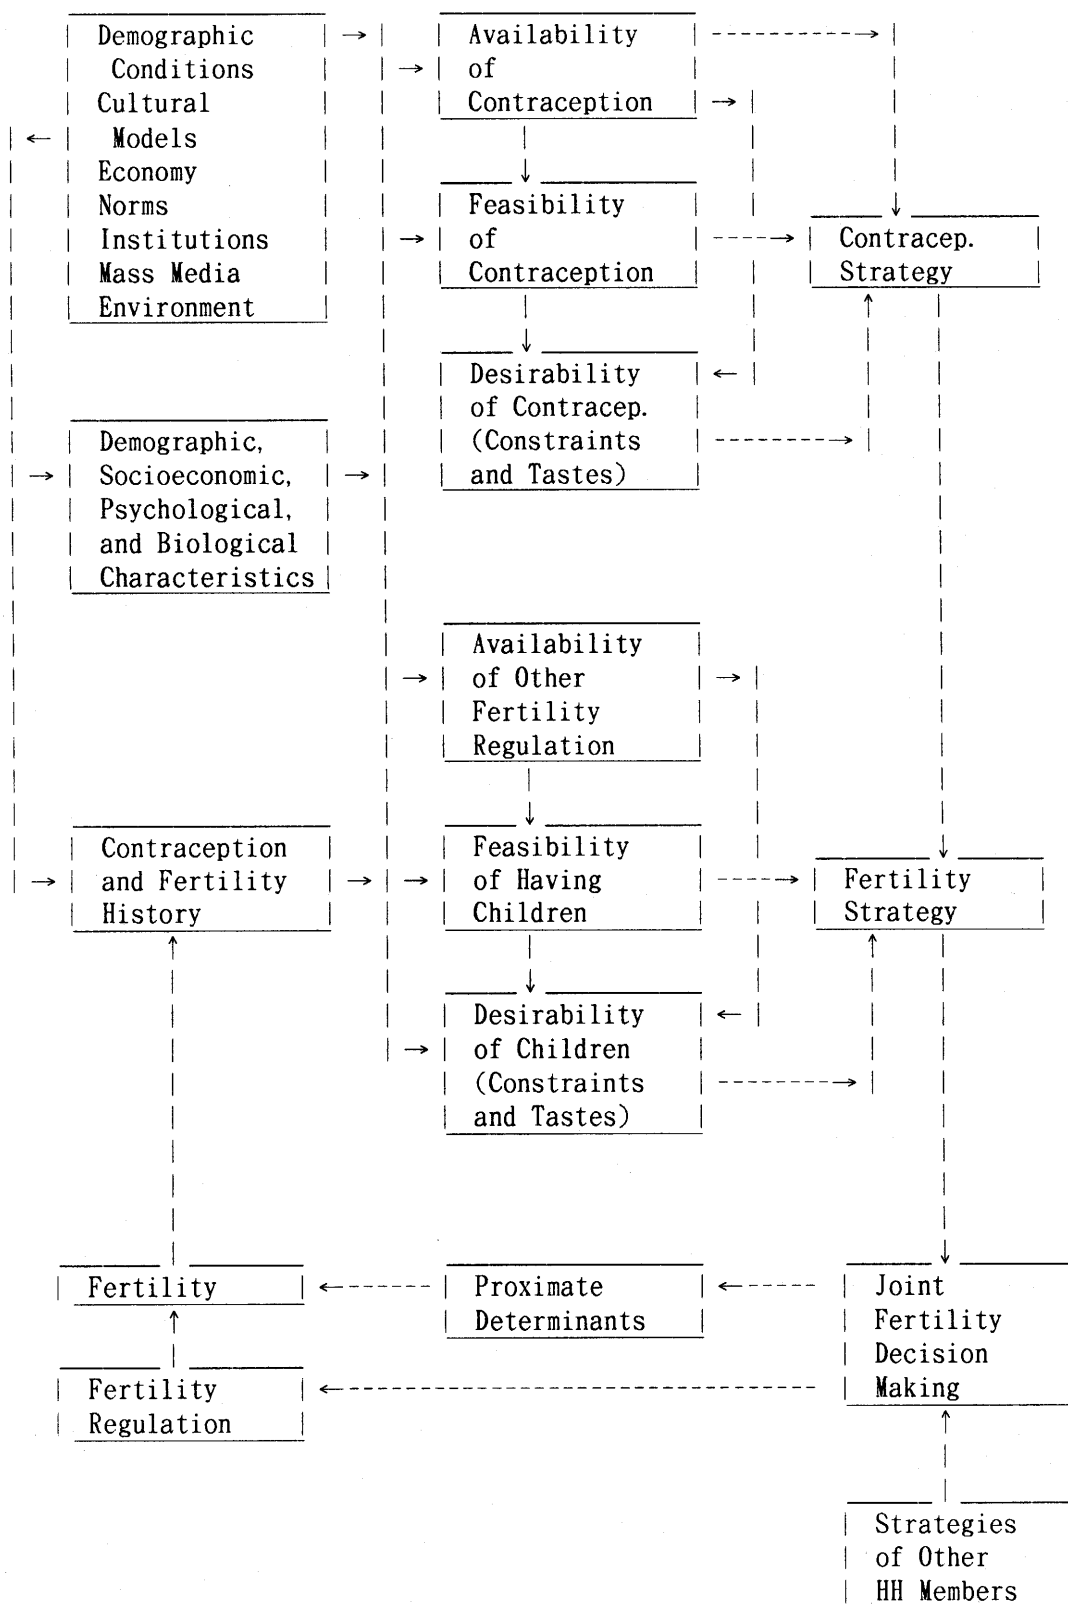 Demographic
Conditions
Cultural
Models
Economy
Norms
Institutions
Mass Media
Environment
Availability
of
Contraception
Feasibility
of
Contraception
Contracep.
Strategy
Desirability
of Contracep.
(Constraints
and Tastes)
Demographic,
Socioeconomic,
Psychological,
and Biological
Characteristics
Availability
of Other
Fertility
Regulation
Contraception
and Fertility
History
Feasibility
of Having
Children
Fertility
Strategy
Desirability
of Children
(Constraints
and Tastes)
Fertility
Proximate
Determinants
Joint
Fertility
Decision
Making
Fertility
Regulation
Strategies
of Other
HH Members